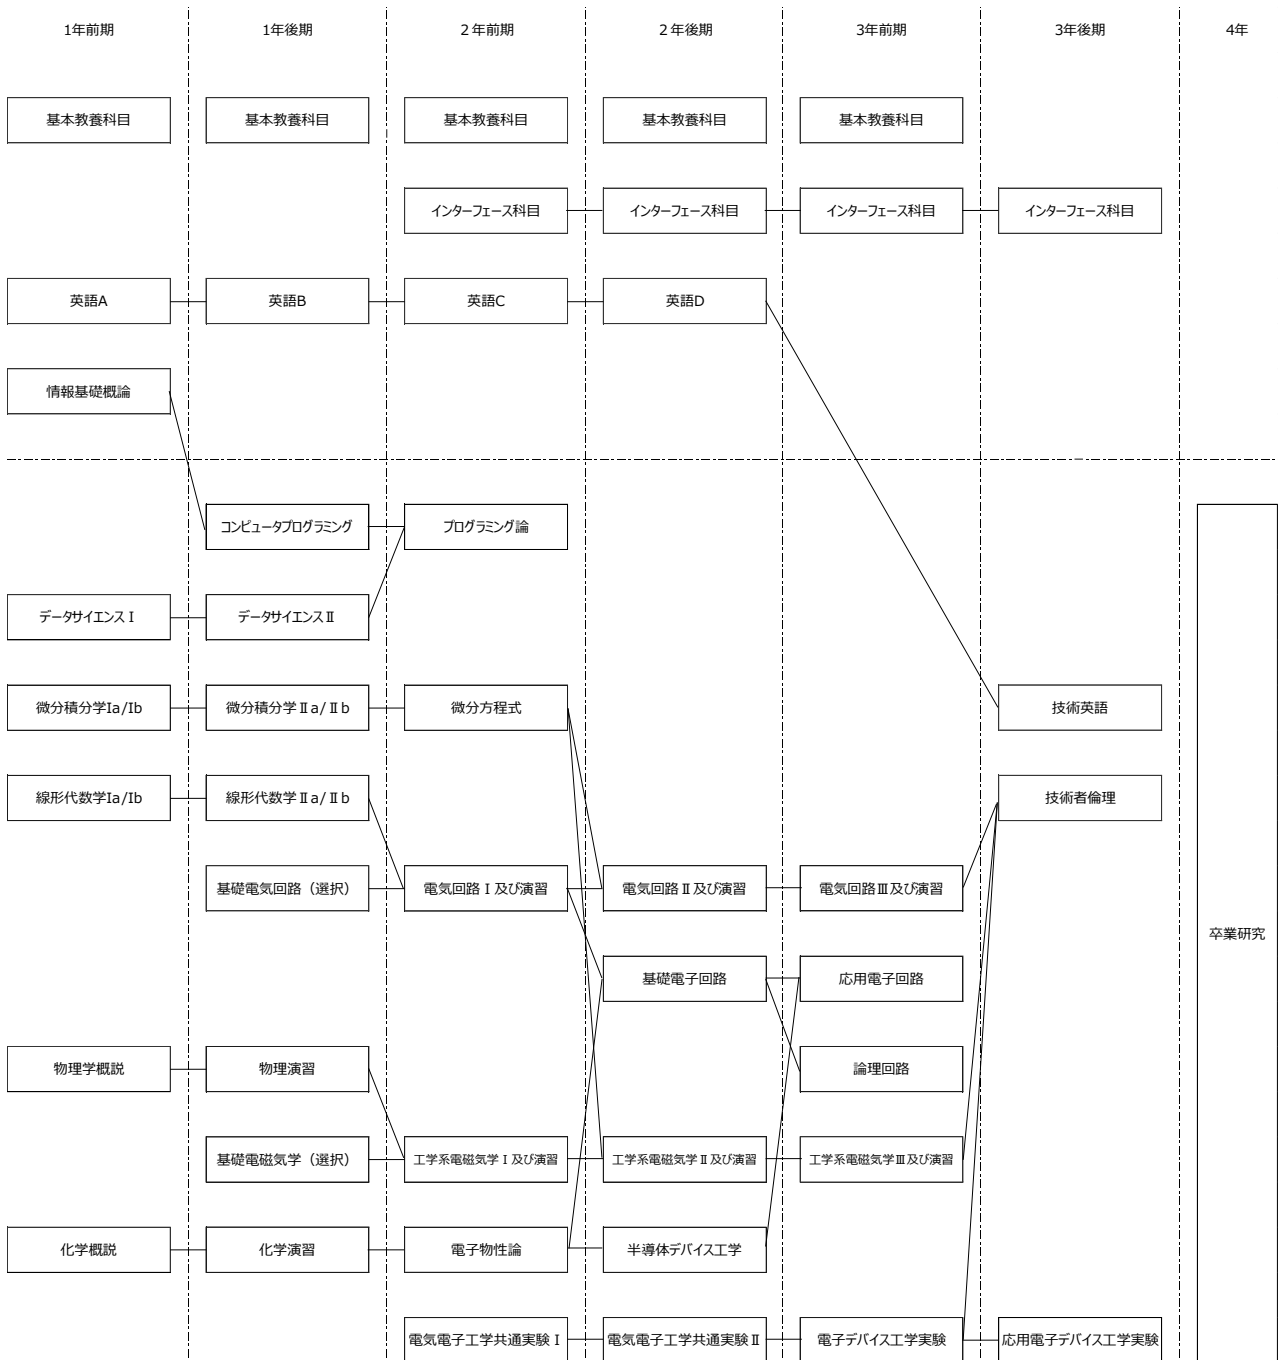 1年前期
1年後期
２年前期
２年後期
3年前期
3年後期
4年
基本教養科目
基本教養科目
基本教養科目
基本教養科目
基本教養科目
インターフェース科目
インターフェース科目
インターフェース科目
インターフェース科目
英語A
英語B
英語C
英語D
情報基礎概論
コンピュータプログラミング
プログラミング論
データサイエンスⅠ
データサイエンスⅡ
微分積分学Ia/Ib
微分積分学Ⅱa/Ⅱb
微分方程式
技術英語
線形代数学Ia/Ib
線形代数学Ⅱa/Ⅱb
技術者倫理
基礎電気回路（選択）
電気回路Ⅰ及び演習
電気回路Ⅱ及び演習
電気回路Ⅲ及び演習
卒業研究
基礎電子回路
応用電子回路
物理学概説
物理演習
論理回路
基礎電磁気学（選択）
工学系電磁気学Ⅰ及び演習
工学系電磁気学Ⅱ及び演習
工学系電磁気学Ⅲ及び演習
化学概説
化学演習
電子物性論
半導体デバイス工学
電気電子工学共通実験Ⅰ
電気電子工学共通実験Ⅱ
電子デバイス工学実験
応用電子デバイス工学実験